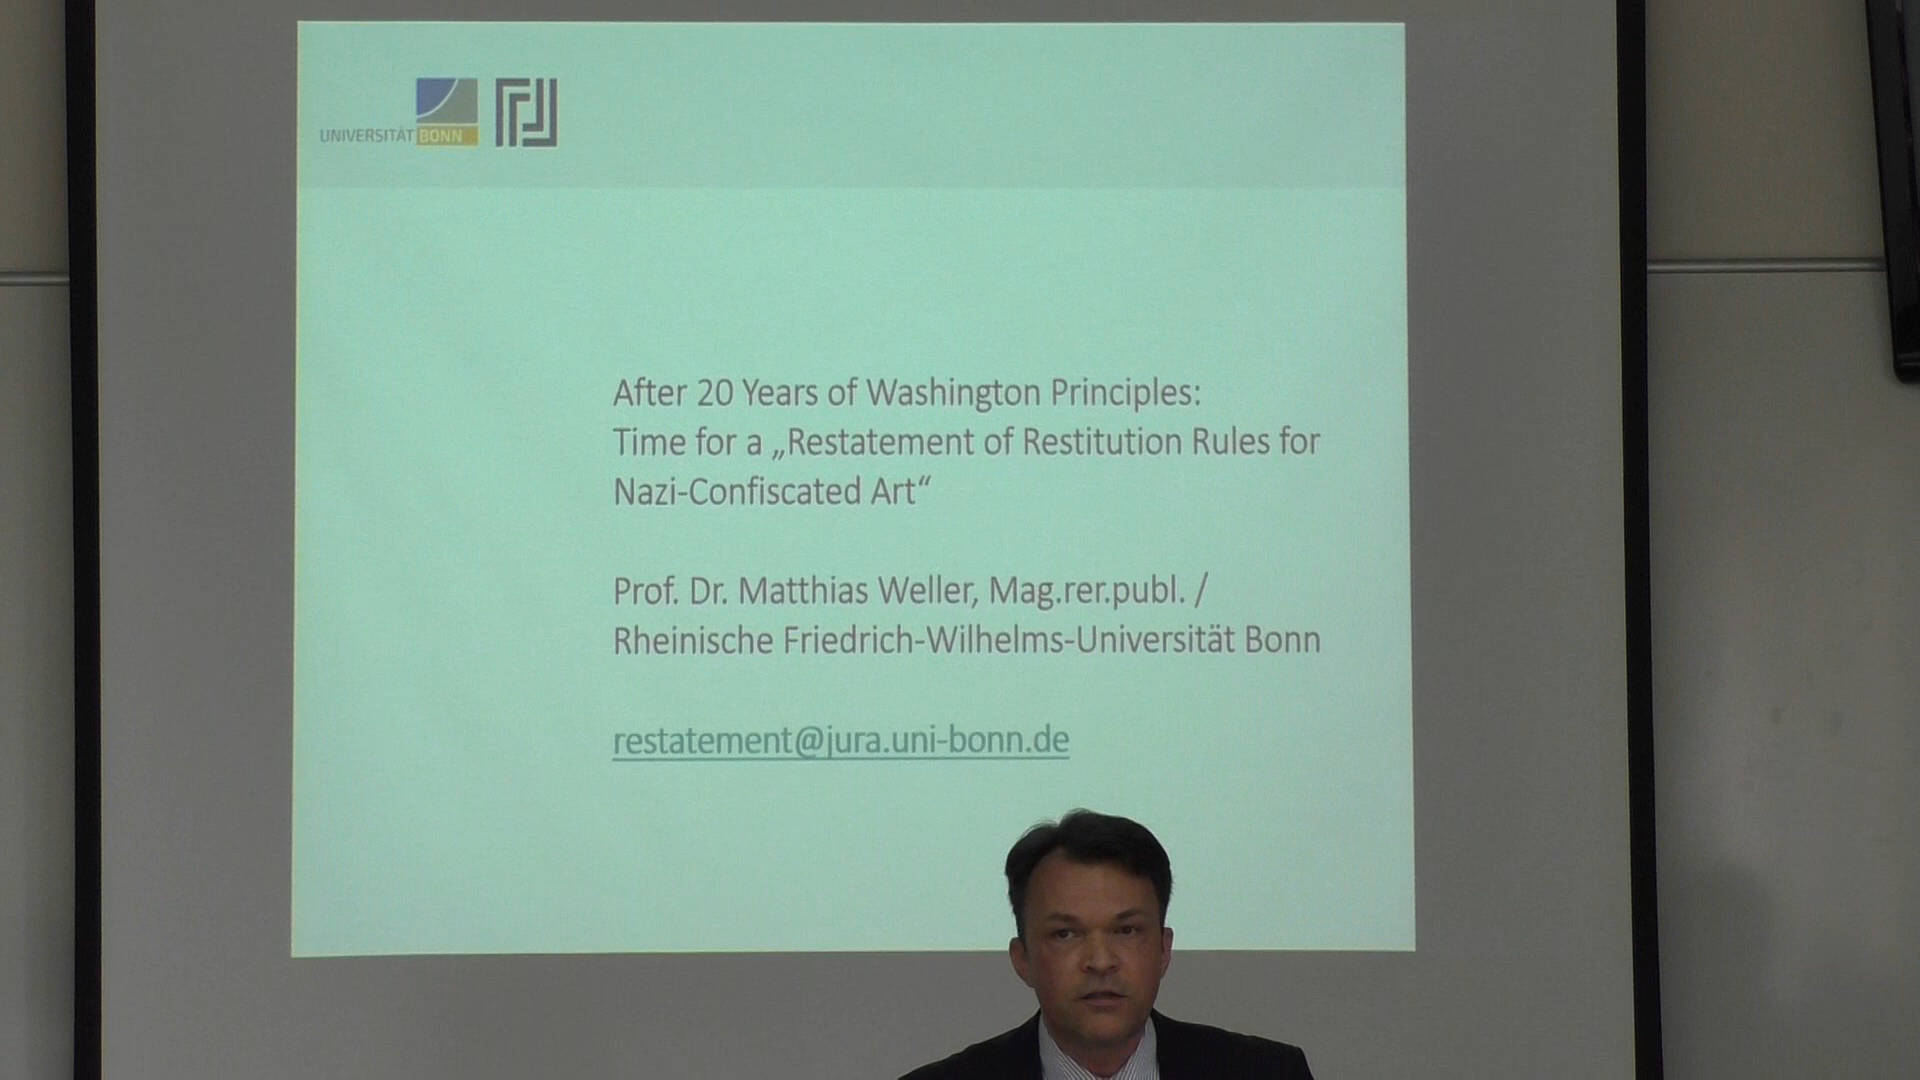 UNIVERSITÄT BONN
After 20 Years of Washington Principles:
Time for a „Restatement of Restitution Rules for
Nazi-Confiscated Art“
Prof. Dr. Matthias Weller, Mag.rer.publ. /
Rheinische Friedrich-Wilhelms-Universität Bonn
restatement@jura.uni-bonn.de